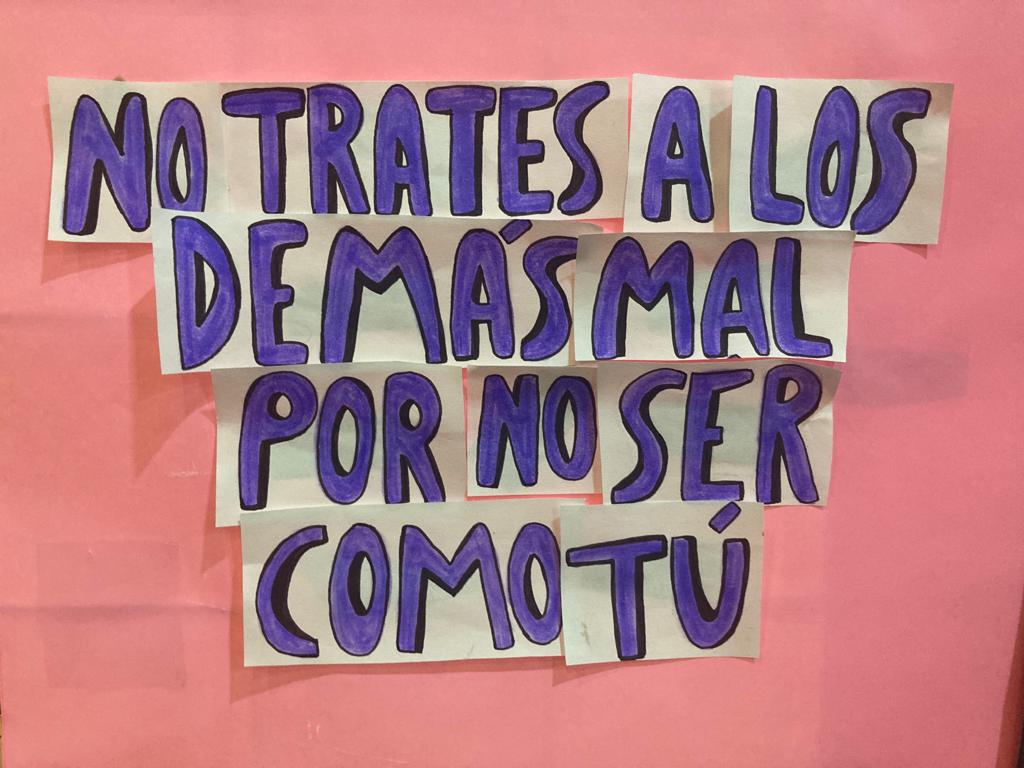 NO TRATES A LOS
DEMÁS MAL
POR NO SER
COMO TÚ